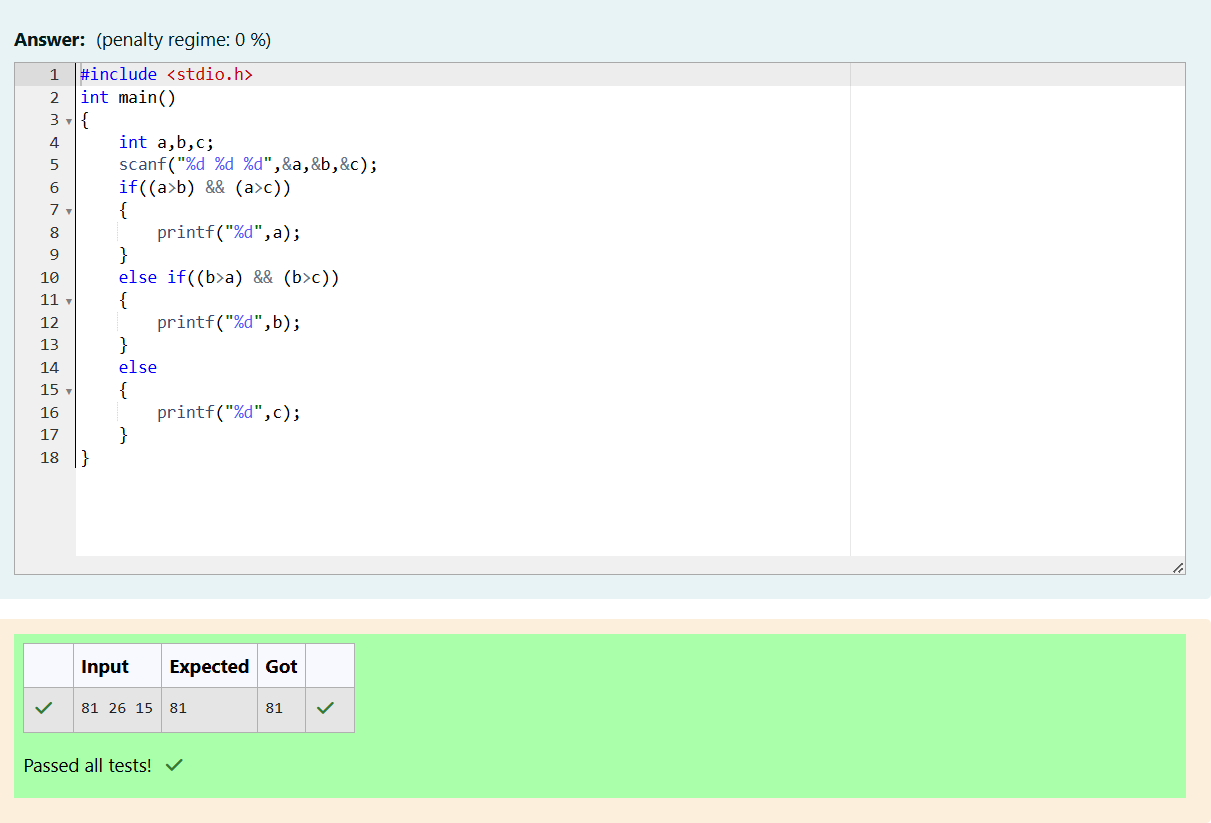 Answer: (penalty regime: 0 %)
1 #include <stdio.h>
2 int main()
3 {
4     int a,b,c;
5     scanf("%d %d %d",&a,&b,&c);
6     if((a>b) && (a>c))
7     {
8         printf("%d",a);
9     }
10     else if((b>a) && (b>c))
11     {
12         printf("%d",b);
13     }
14     else
15     {
16         printf("%d",c);
17     }
18 }
Input Expected Got
81 26 15 81 81
Passed all tests!